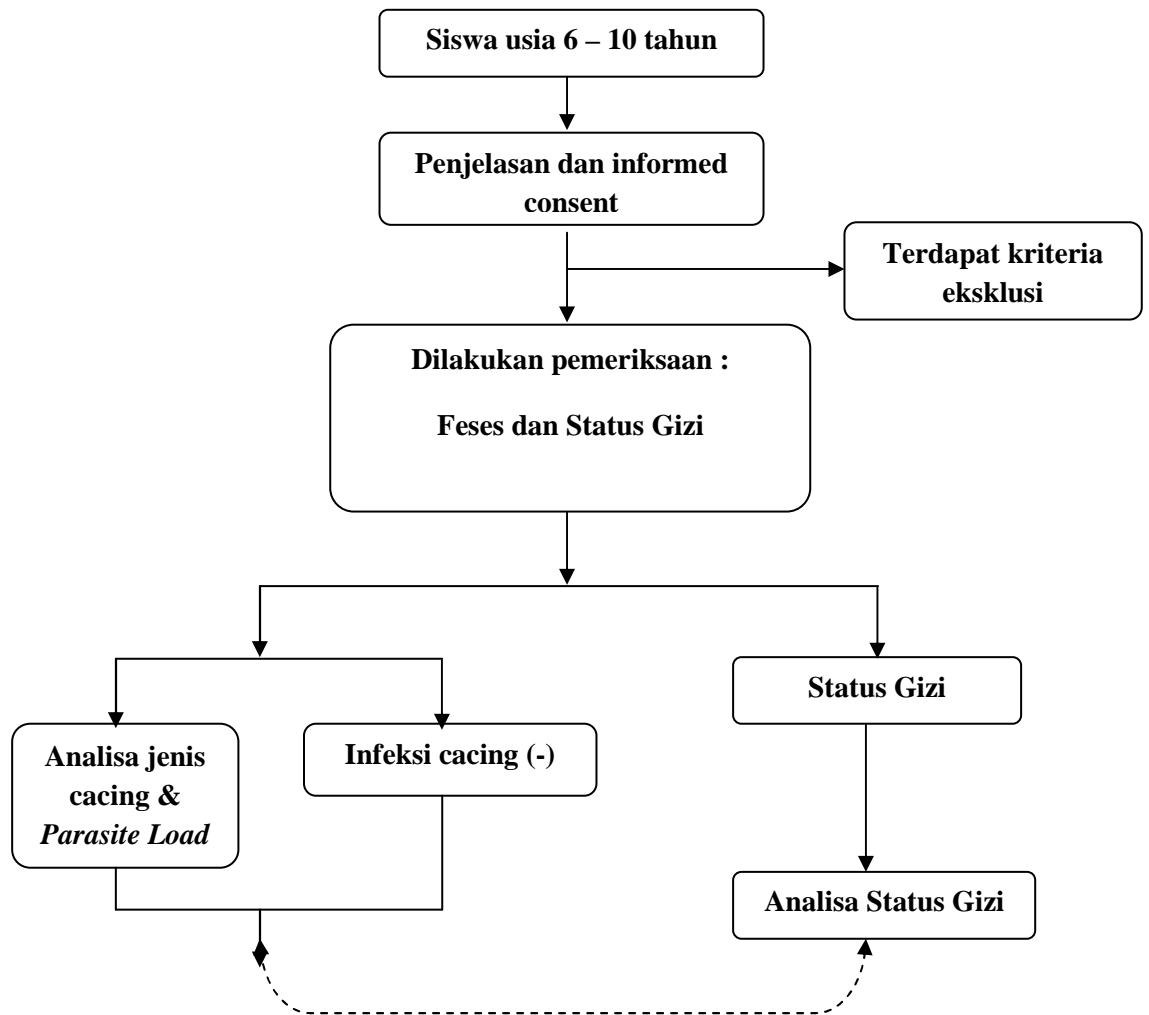 Siswa usia 6 – 10 tahun
Penjelasan dan informed
consent
Terdapat kriteria
eksklusi
Dilakukan pemeriksaan :
Feses dan Status Gizi
Status Gizi
Analisa jenis
cacing &
Parasite Load
Infeksi cacing (-)
Analisa Status Gizi